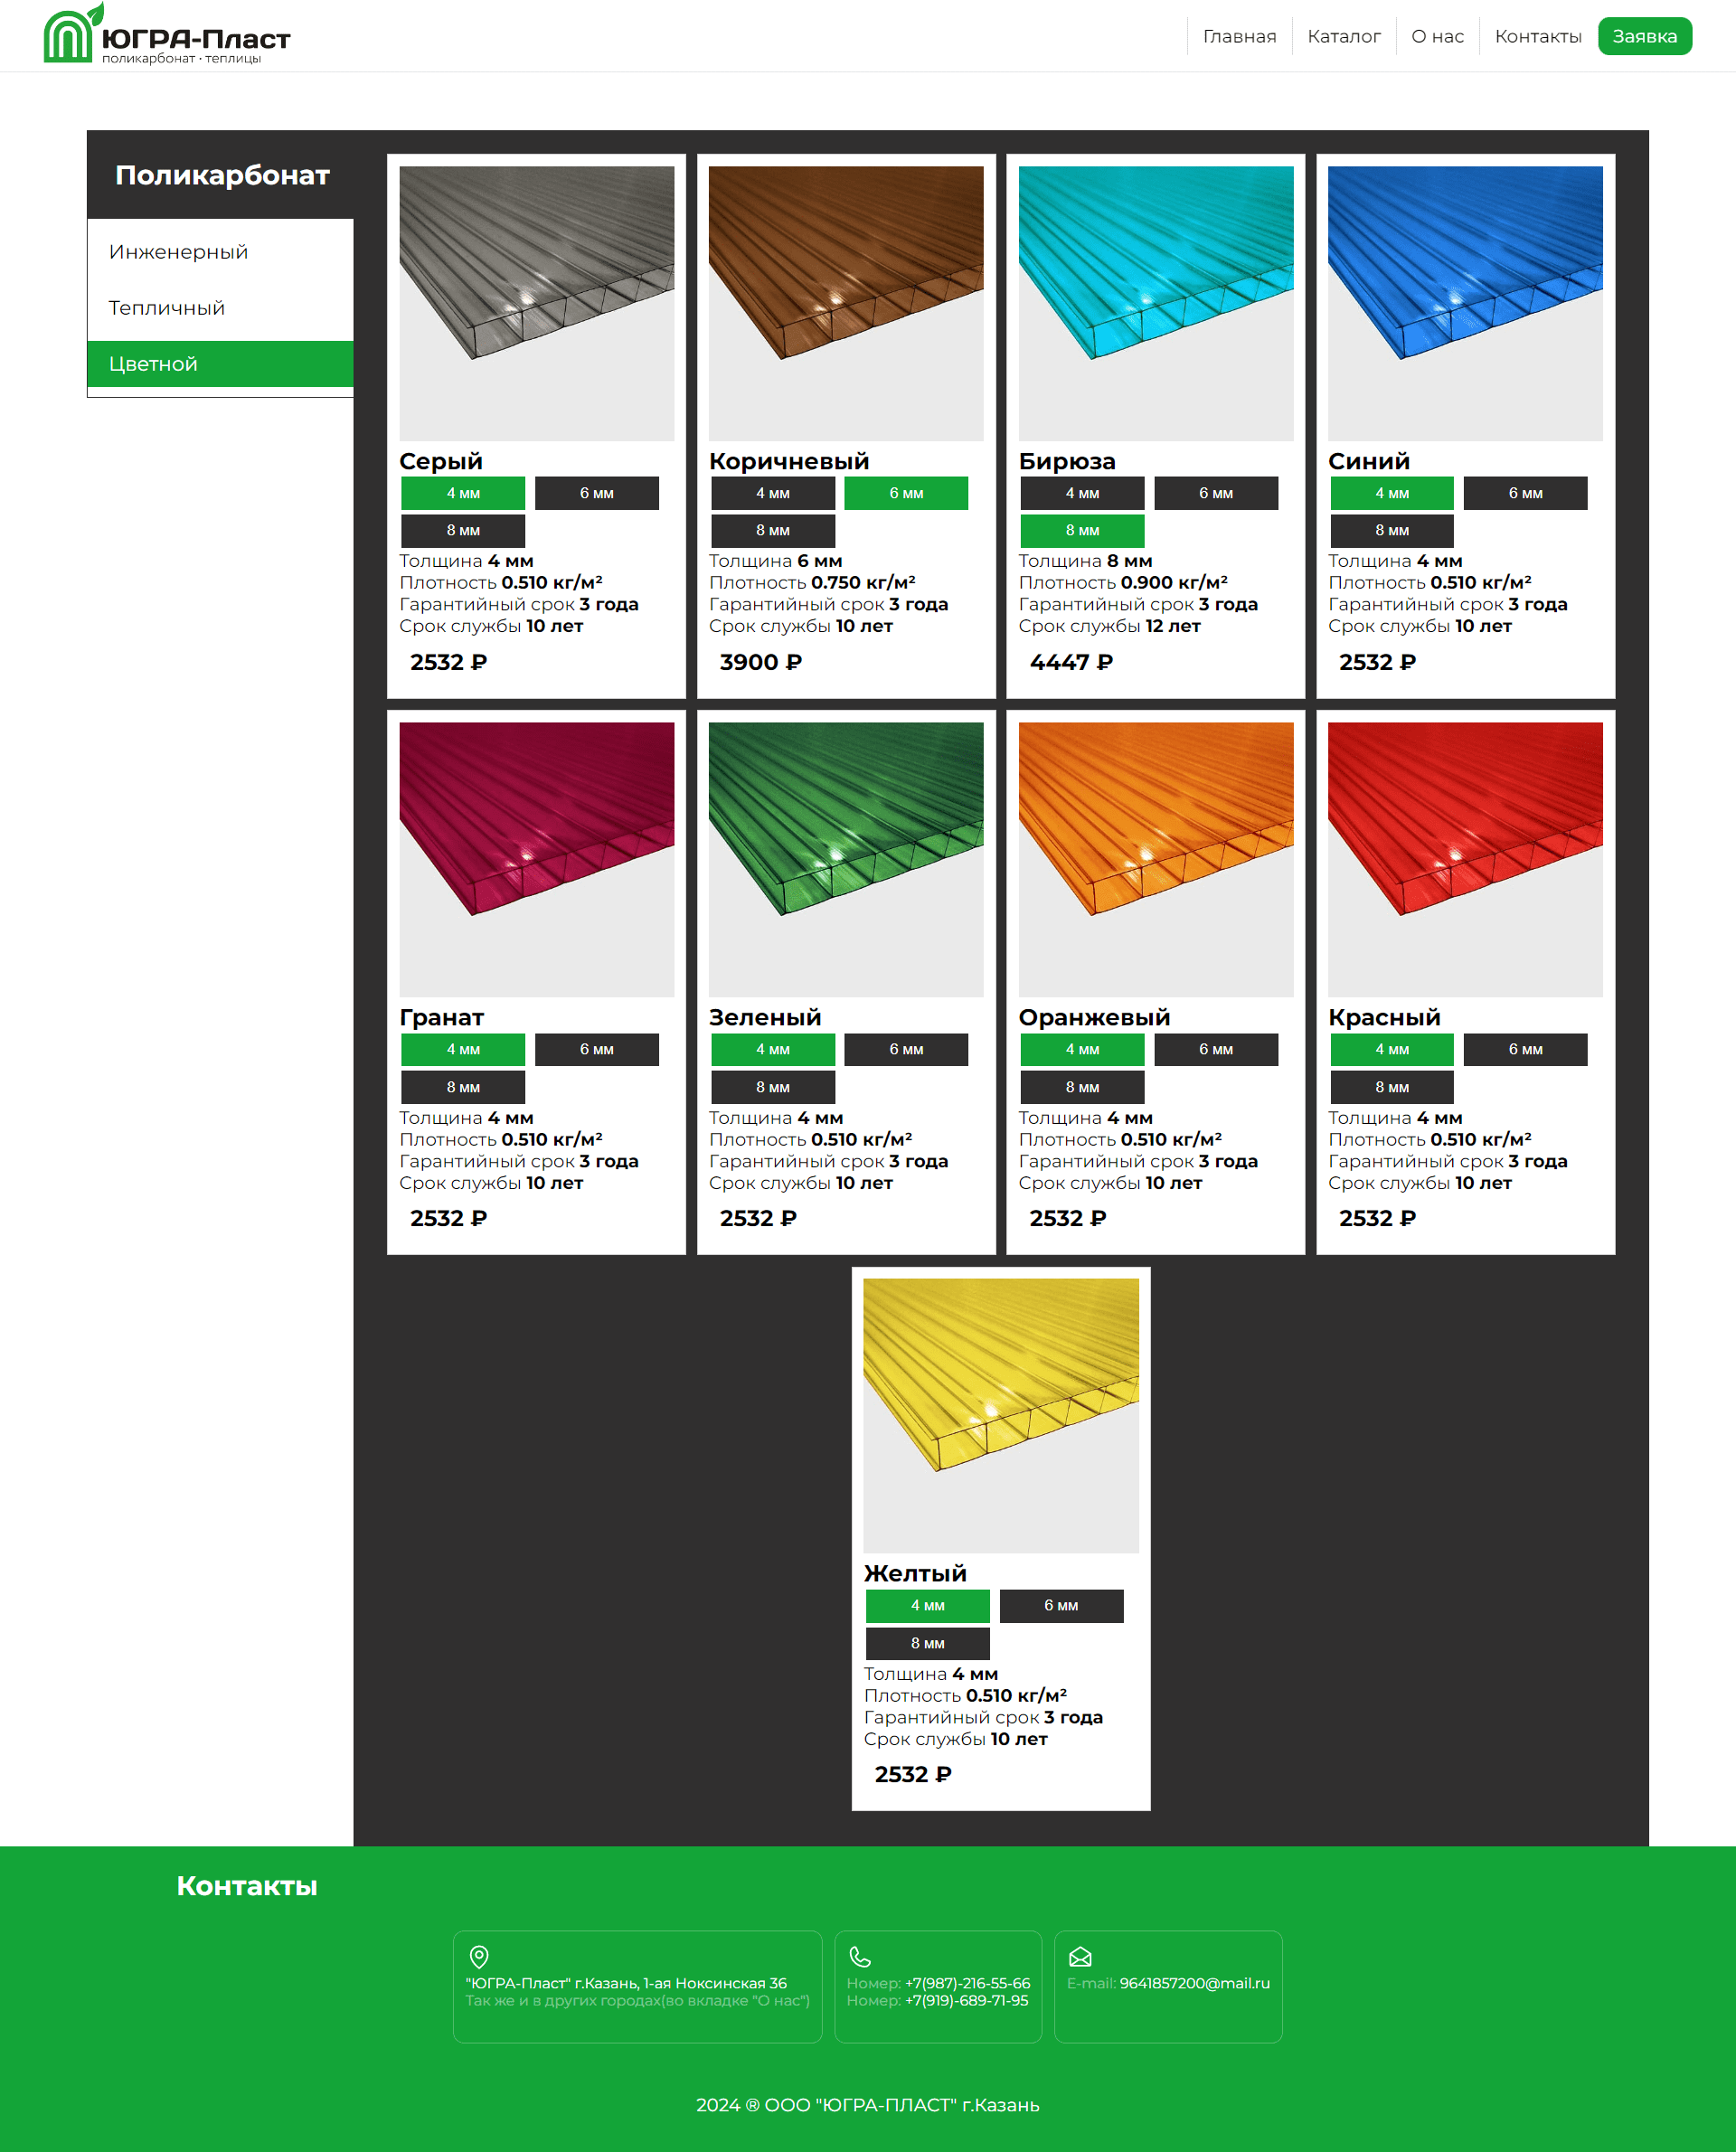 ЮГРА-Пласт
поликарбонат · теплицы
Главная
Каталог
О нас
Контакты
Заявка
Поликарбонат
Инженерный
Тепличный
Цветной
Серый
4 мм
6 мм
8 мм
Толщина 4 мм
Плотность 0.510 кг/м²
Гарантийный срок 3 года
Срок службы 10 лет
2532 ₽
Коричневый
4 мм
6 мм
8 мм
Толщина 6 мм
Плотность 0.750 кг/м²
Гарантийный срок 3 года
Срок службы 10 лет
3900 ₽
Бирюза
4 мм
6 мм
8 мм
Толщина 8 мм
Плотность 0.900 кг/м²
Гарантийный срок 3 года
Срок службы 12 лет
4447 ₽
Синий
4 мм
6 мм
8 мм
Толщина 4 мм
Плотность 0.510 кг/м²
Гарантийный срок 3 года
Срок службы 10 лет
2532 ₽
Гранат
4 мм
6 мм
8 мм
Толщина 4 мм
Плотность 0.510 кг/м²
Гарантийный срок 3 года
Срок службы 10 лет
2532 ₽
Зеленый
4 мм
6 мм
8 мм
Толщина 4 мм
Плотность 0.510 кг/м²
Гарантийный срок 3 года
Срок службы 10 лет
2532 ₽
Оранжевый
4 мм
6 мм
8 мм
Толщина 4 мм
Плотность 0.510 кг/м²
Гарантийный срок 3 года
Срок службы 10 лет
2532 ₽
Красный
4 мм
6 мм
8 мм
Толщина 4 мм
Плотность 0.510 кг/м²
Гарантийный срок 3 года
Срок службы 10 лет
2532 ₽
Желтый
4 мм
6 мм
8 мм
Толщина 4 мм
Плотность 0.510 кг/м²
Гарантийный срок 3 года
Срок службы 10 лет
2532 ₽
Контакты
"ЮГРА-Пласт" г.Казань, 1-ая Ноксинская 36
Так же и в других городах(во вкладке "О нас")
Номер: +7(987)-216-55-66
Номер: +7(919)-689-71-95
E-mail: 9641857200@mail.ru
2024 ® ООО "ЮГРА-ПЛАСТ" г.Казань